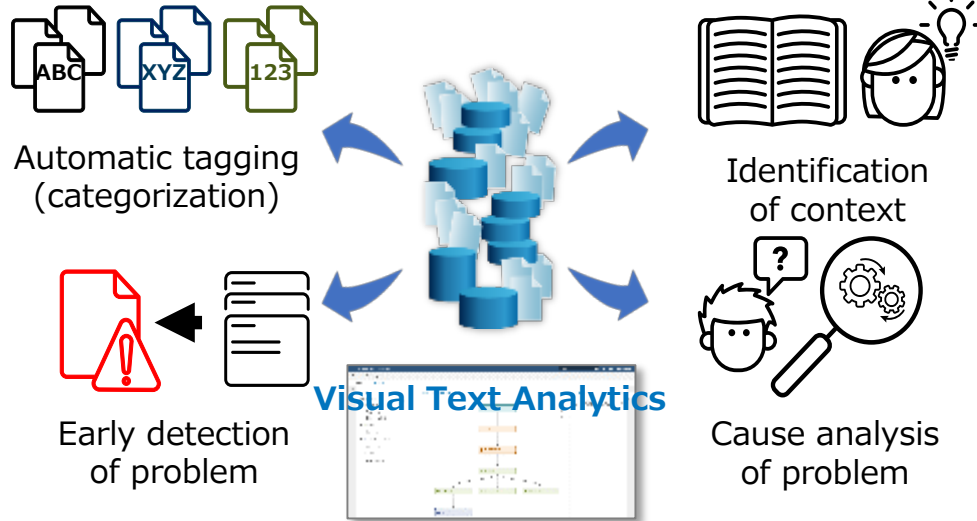 ABC
XYZ
123
Automatic tagging
(categorization)
Identification
of context
?
Visual Text Analytics
Early detection
of problem
Cause analysis
of problem